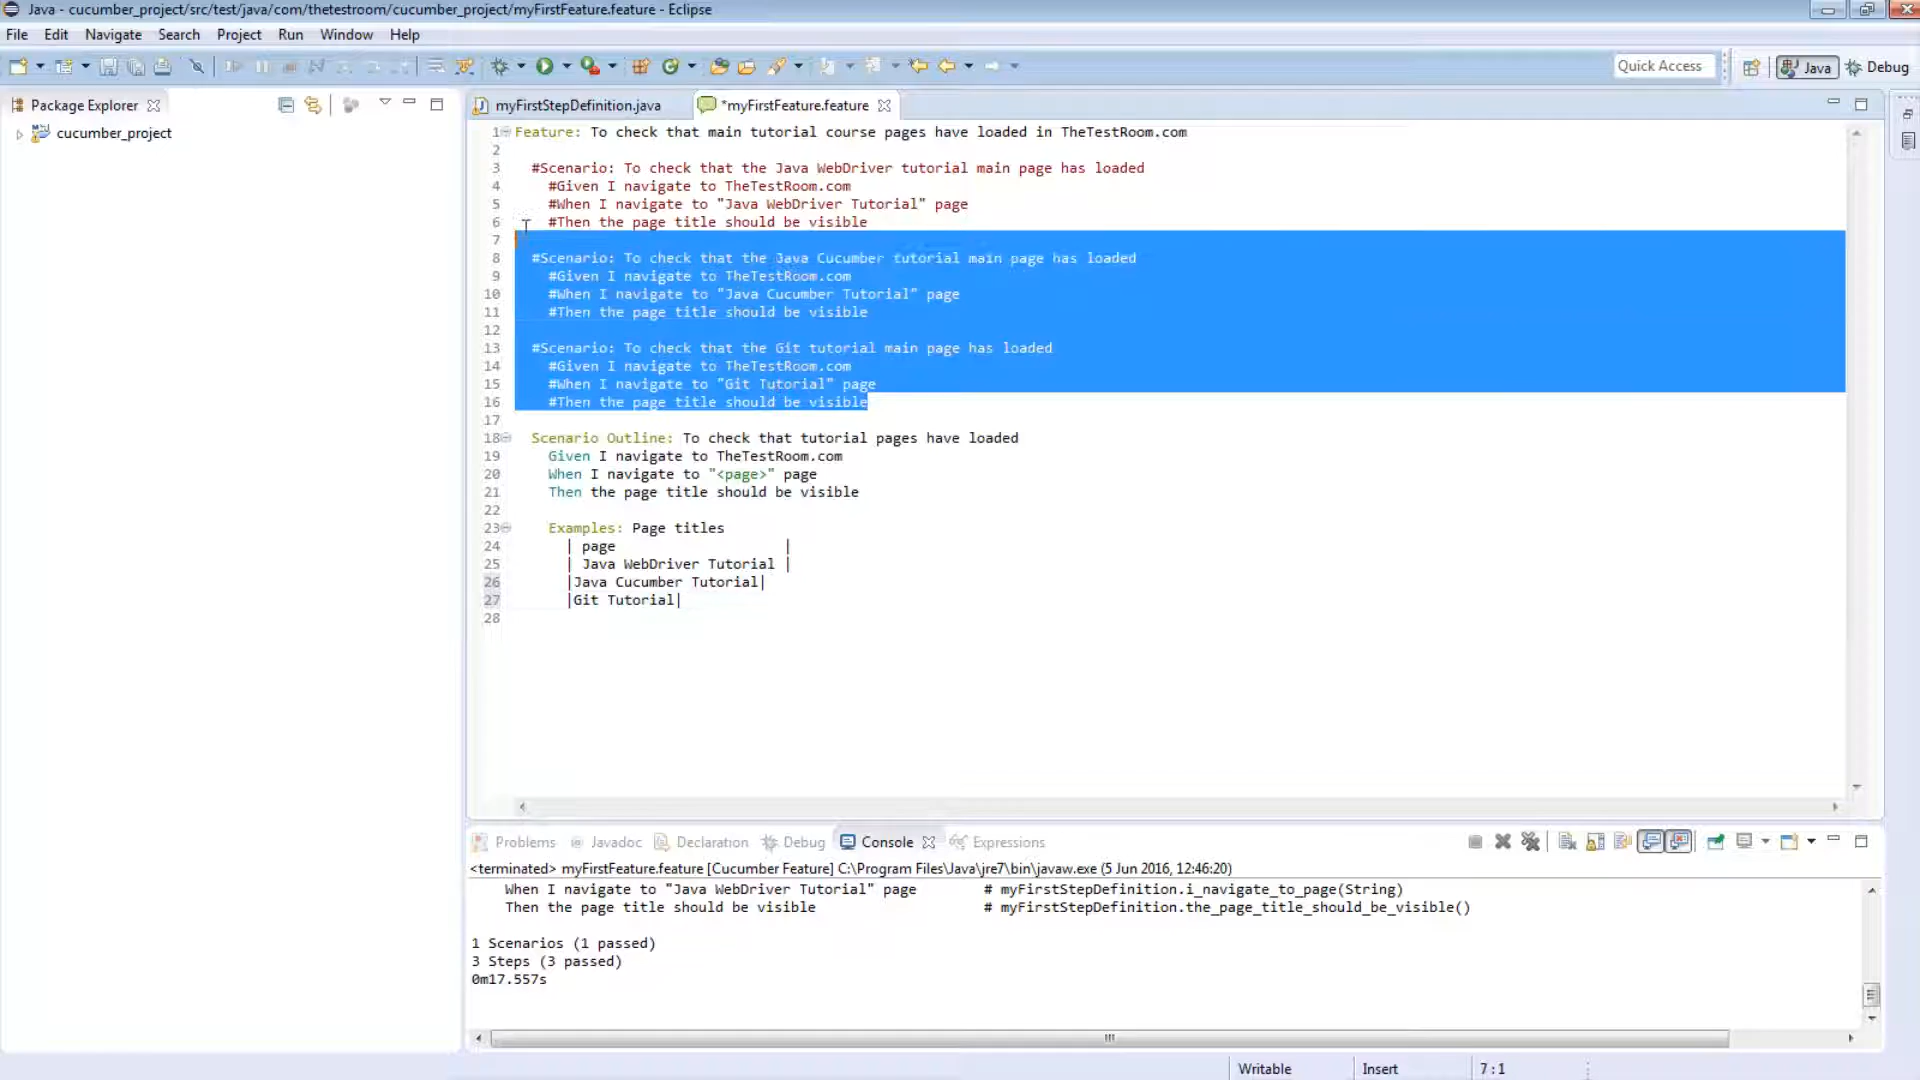 Java - cucumber_project/src/test/java/com/thetestroom/cucumber_project/myFirstFeature.feature - Eclipse
File Edit Navigate Search Project Run Window Help
Quick Access Java Debug
Package Explorer myFirstStepDefinition.java *myFirstFeature.feature
cucumber_project
1 Feature: To check that main tutorial course pages have loaded in TheTestRoom.com
2
3 #Scenario: To check that the Java WebDriver tutorial main page has loaded
4 #Given I navigate to TheTestRoom.com
5 #When I navigate to "Java WebDriver Tutorial" page
6 #Then the page title should be visible
7
8 #Scenario: To check that the Java Cucumber tutorial main page has loaded
9 #Given I navigate to TheTestRoom.com
10 #When I navigate to "Java Cucumber Tutorial" page
11 #Then the page title should be visible
12
13 #Scenario: To check that the Git tutorial main page has loaded
14 #Given I navigate to TheTestRoom.com
15 #When I navigate to "Git Tutorial" page
16 #Then the page title should be visible
17
18 Scenario Outline: To check that tutorial pages have loaded
19 Given I navigate to TheTestRoom.com
20 When I navigate to "<page>" page
21 Then the page title should be visible
22
23 Examples: Page titles
24 | page |
25 | Java WebDriver Tutorial |
26 |Java Cucumber Tutorial|
27 |Git Tutorial|
28
Problems Javadoc Declaration Debug Console Expressions
<terminated> myFirstFeature.feature [Cucumber Feature] C:\Program Files\Java\jre7\bin\javaw.exe (5 Jun 2016, 12:46:20)
When I navigate to "Java WebDriver Tutorial" page # myFirstStepDefinition.i_navigate_to_page(String)
Then the page title should be visible # myFirstStepDefinition.the_page_title_should_be_visible()
1 Scenarios (1 passed)
3 Steps (3 passed)
0m17.557s
Writable Insert 7 : 1